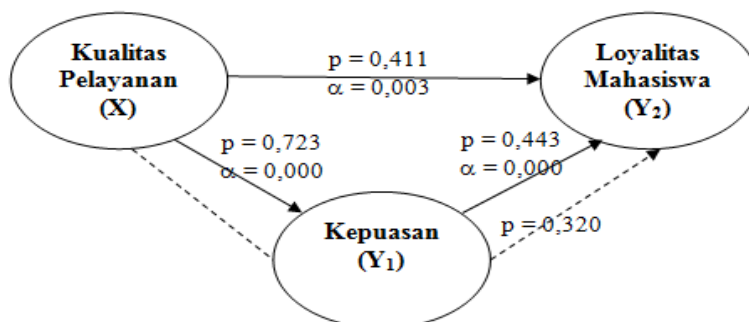 Kualitas
Pelayanan
(X)
p = 0,411
α = 0,003
Loyalitas
Mahasiswa
(Y₂)
p = 0,723
α = 0,000
p = 0,443
α = 0,000
Kepuasan
(Y₁)
p = 0,320